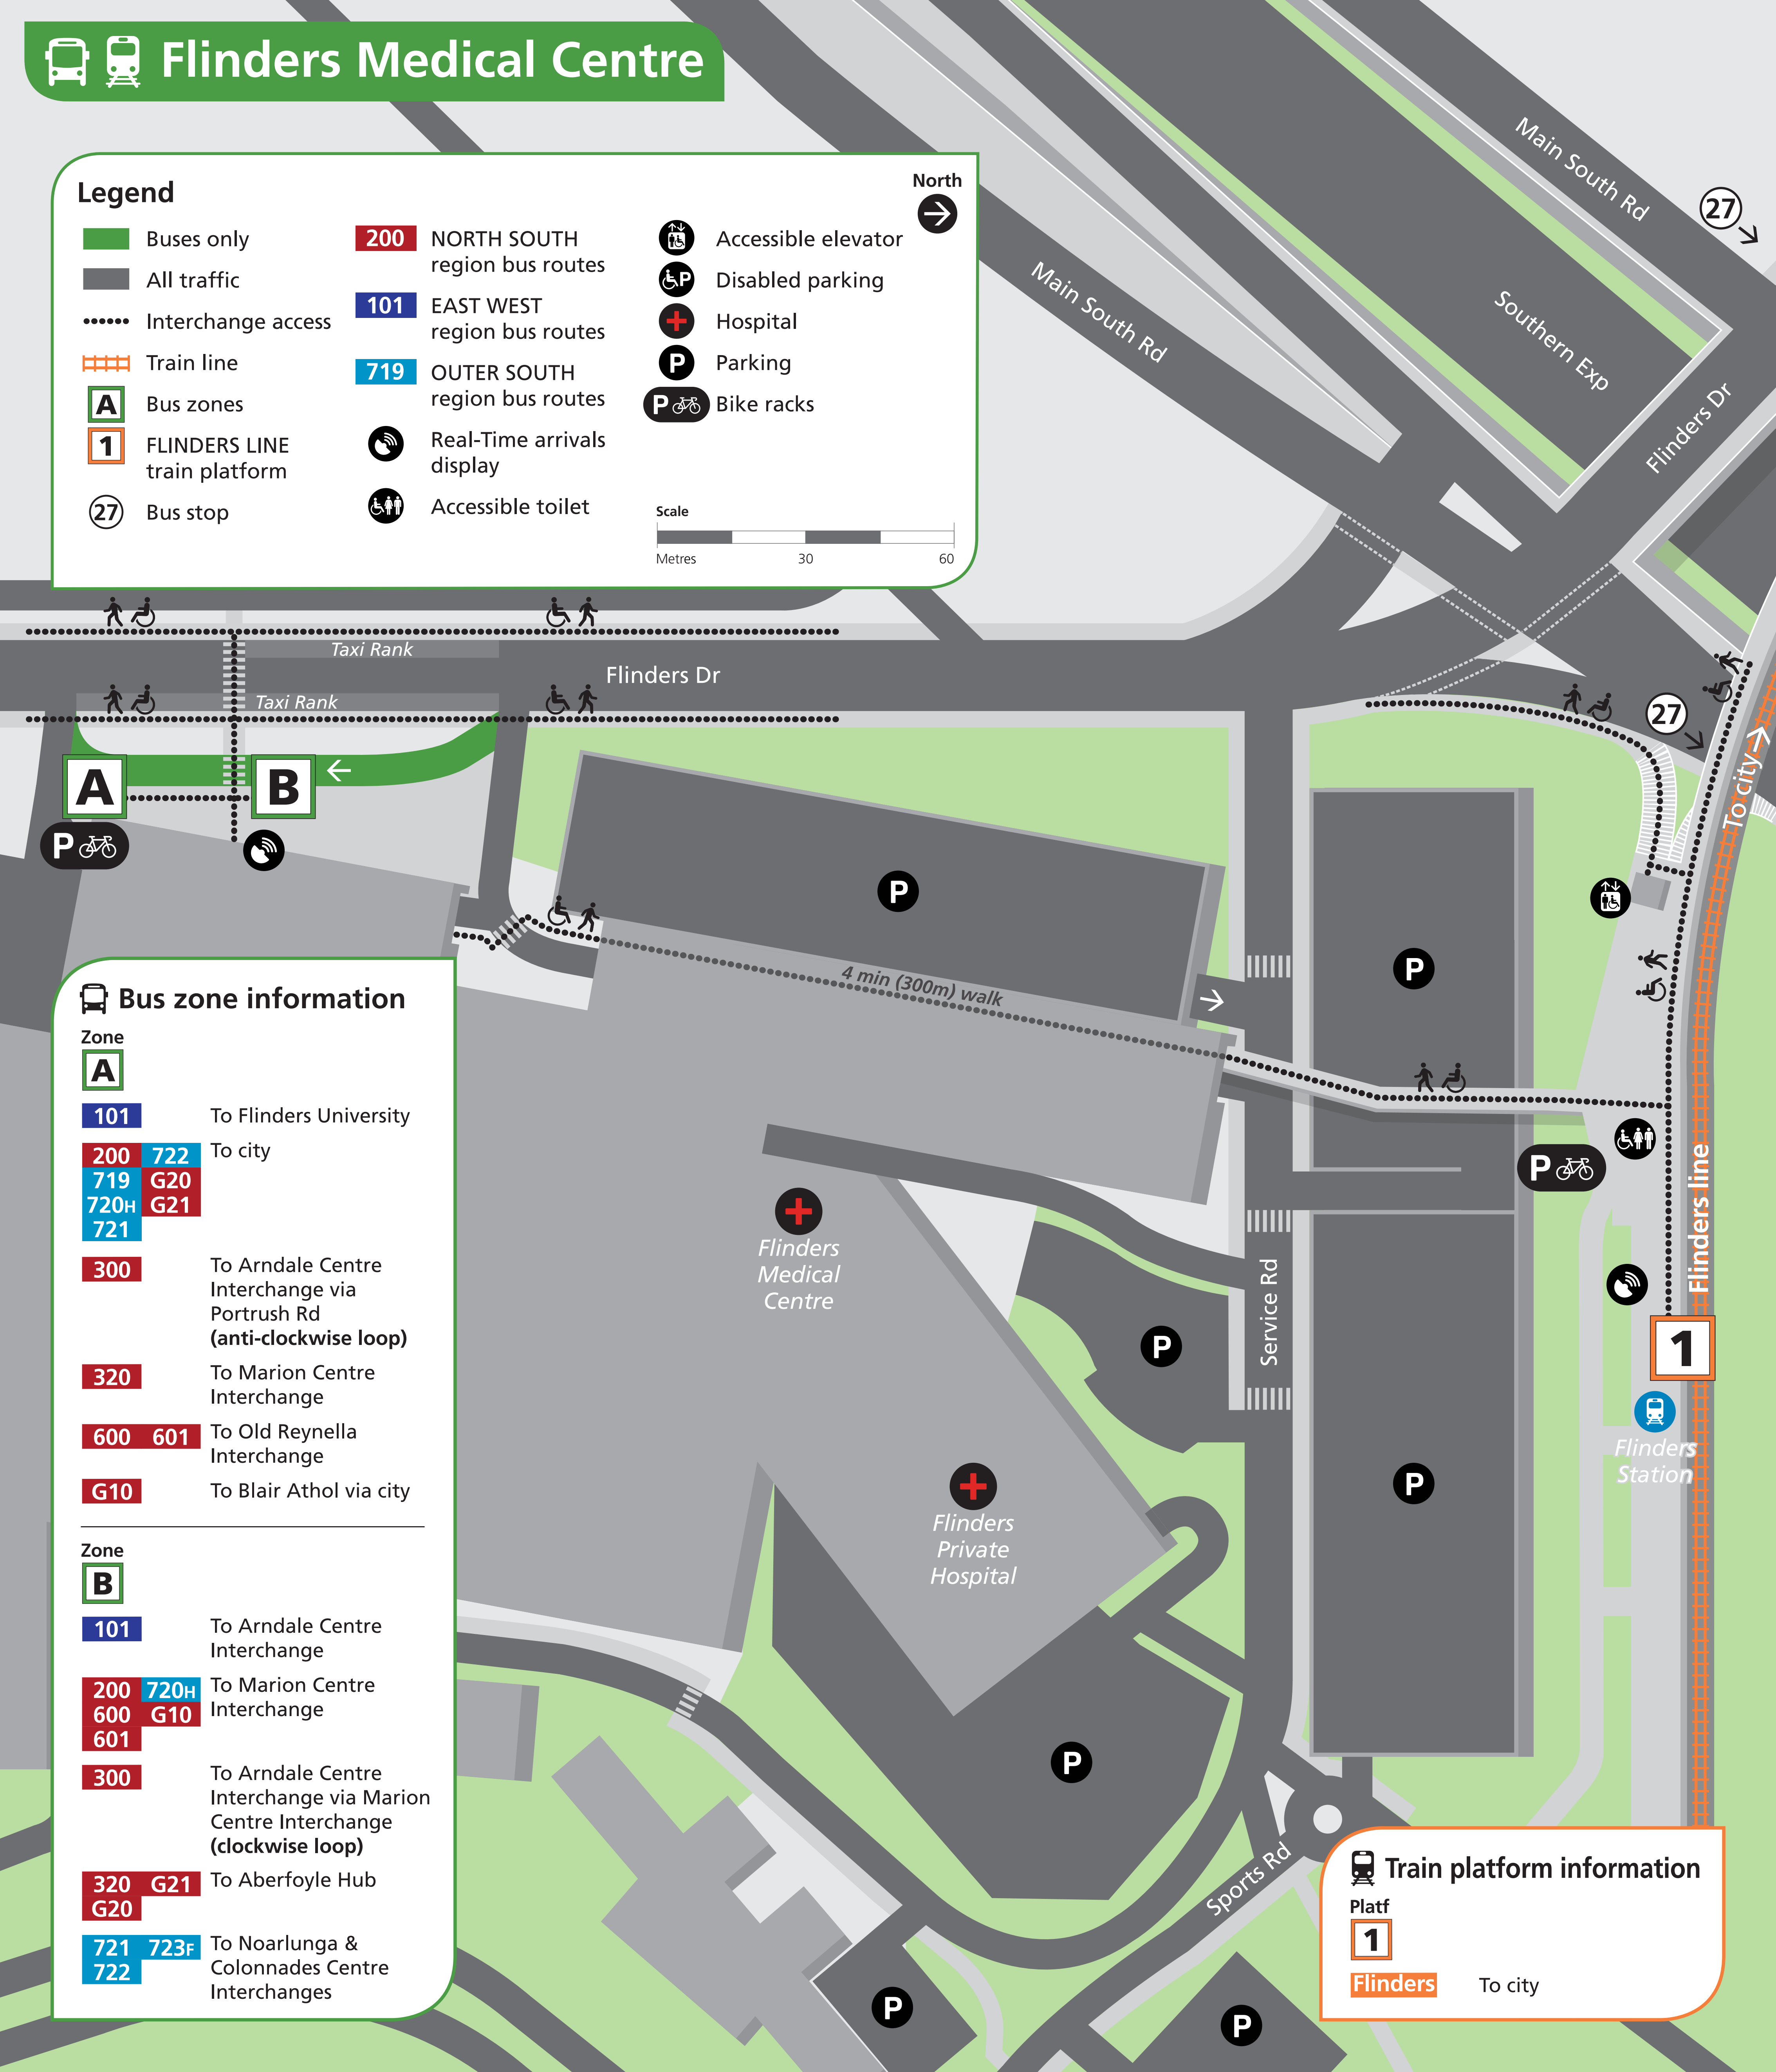 Flinders Medical Centre
Legend
North
Buses only
All traffic
Interchange access
Train line
A Bus zones
1 FLINDERS LINE
train platform
27 Bus stop
200 NORTH SOUTH
region bus routes
101 EAST WEST
region bus routes
719 OUTER SOUTH
region bus routes
Real-Time arrivals
display
Accessible toilet
Accessible elevator
P Disabled parking
Hospital
P Parking
P Bike racks
Scale
Metres 30 60
Main South Rd
27
Main South Rd
Southern Exp
Flinders Dr
Taxi Rank
Flinders Dr
Taxi Rank
27
To city
A
B
P
P
P
4 min (300m) walk
P
Flinders line
Flinders
Medical
Centre
Service Rd
P
P
1
Flinders
Station
Flinders
Private
Hospital
P
P
Sports Rd
P
P
Bus zone information
Zone
A
101 To Flinders University
200 722 To city
719 G20
720H G21
721
300 To Arndale Centre
Interchange via
Portrush Rd
(anti-clockwise loop)
320 To Marion Centre
Interchange
600 601 To Old Reynella
Interchange
G10 To Blair Athol via city
Zone
B
101 To Arndale Centre
Interchange
200 720H To Marion Centre
600 G10 Interchange
601
300 To Arndale Centre
Interchange via Marion
Centre Interchange
(clockwise loop)
320 G21 To Aberfoyle Hub
G20
721 723F To Noarlunga &
722 Colonnades Centre
Interchanges
Train platform information
Platf
1
Flinders To city